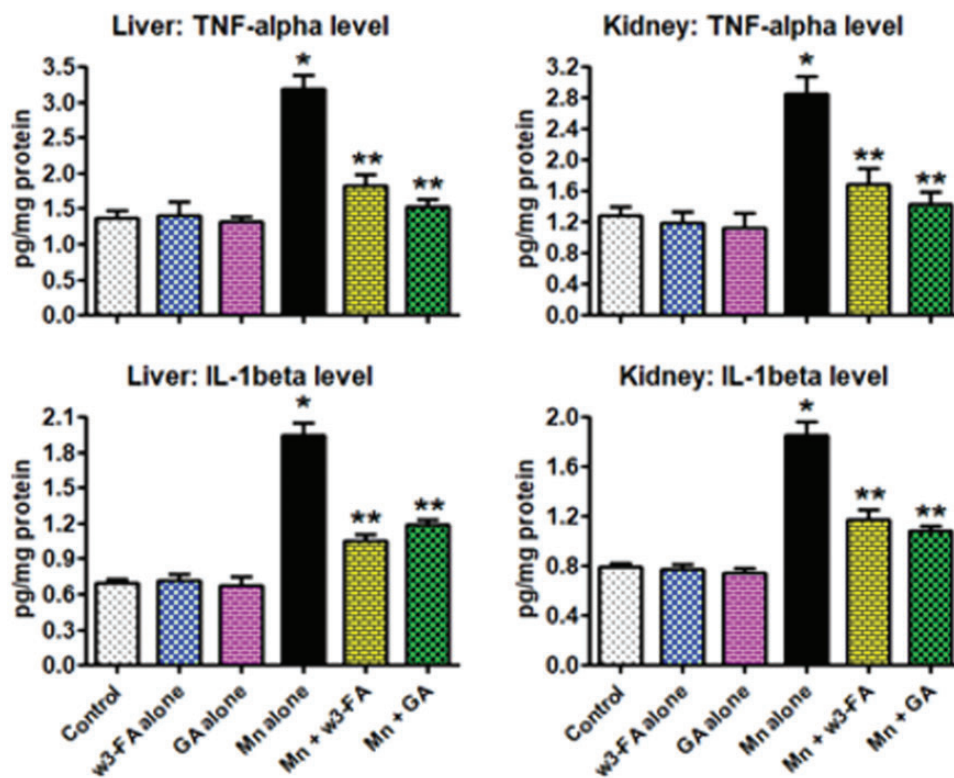 Liver: TNF-alpha level
pg/mg protein
3.5
3.0
2.5
2.0
1.5
1.0
0.5
0.0
*
**
**
Kidney: TNF-alpha level
pg/mg protein
3.2
2.8
2.4
2.0
1.6
1.2
0.8
0.4
0.0
*
**
**
Liver: IL-1beta level
pg/mg protein
2.1
1.8
1.5
1.2
0.9
0.6
0.3
0.0
*
**
**
Control
w3-FA alone
GA alone
Mn alone
Mn + w3-FA
Mn + GA
Kidney: IL-1beta level
pg/mg protein
2.0
1.6
1.2
0.8
0.4
0.0
*
**
**
Control
w3-FA alone
GA alone
Mn alone
Mn + w3-FA
Mn + GA